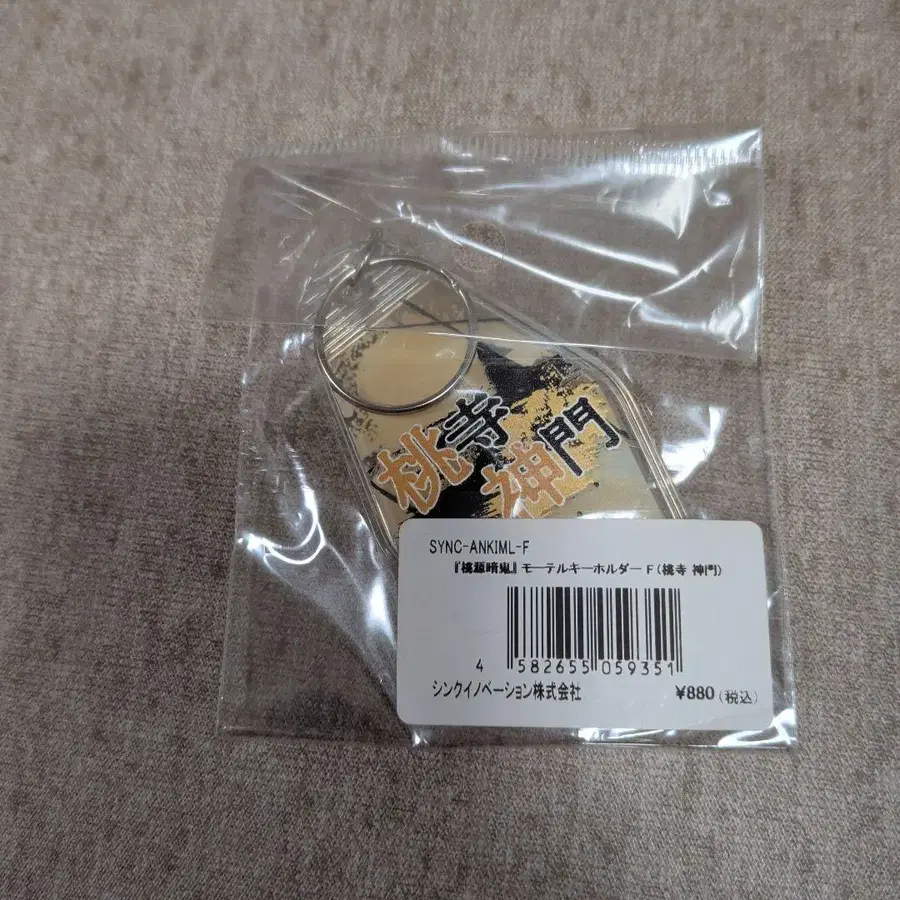 桃寺
神門
SYNC-ANKIML-F
『桃源暗鬼』モーテルキーホルダー F(桃寺 神門)
4 582655 059351
シンクイノベーション株式会社 ¥880(税込)